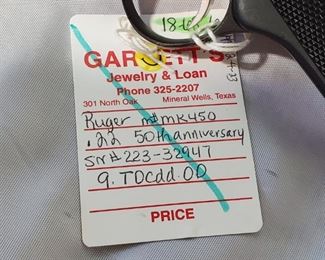 GARRETT'S
Jewelry & Loan
Phone 325-2207
301 North Oak Mineral Wells, Texas
Ruger m# MK450
.22 50th anniversary
SN# 223-32947
PRICE